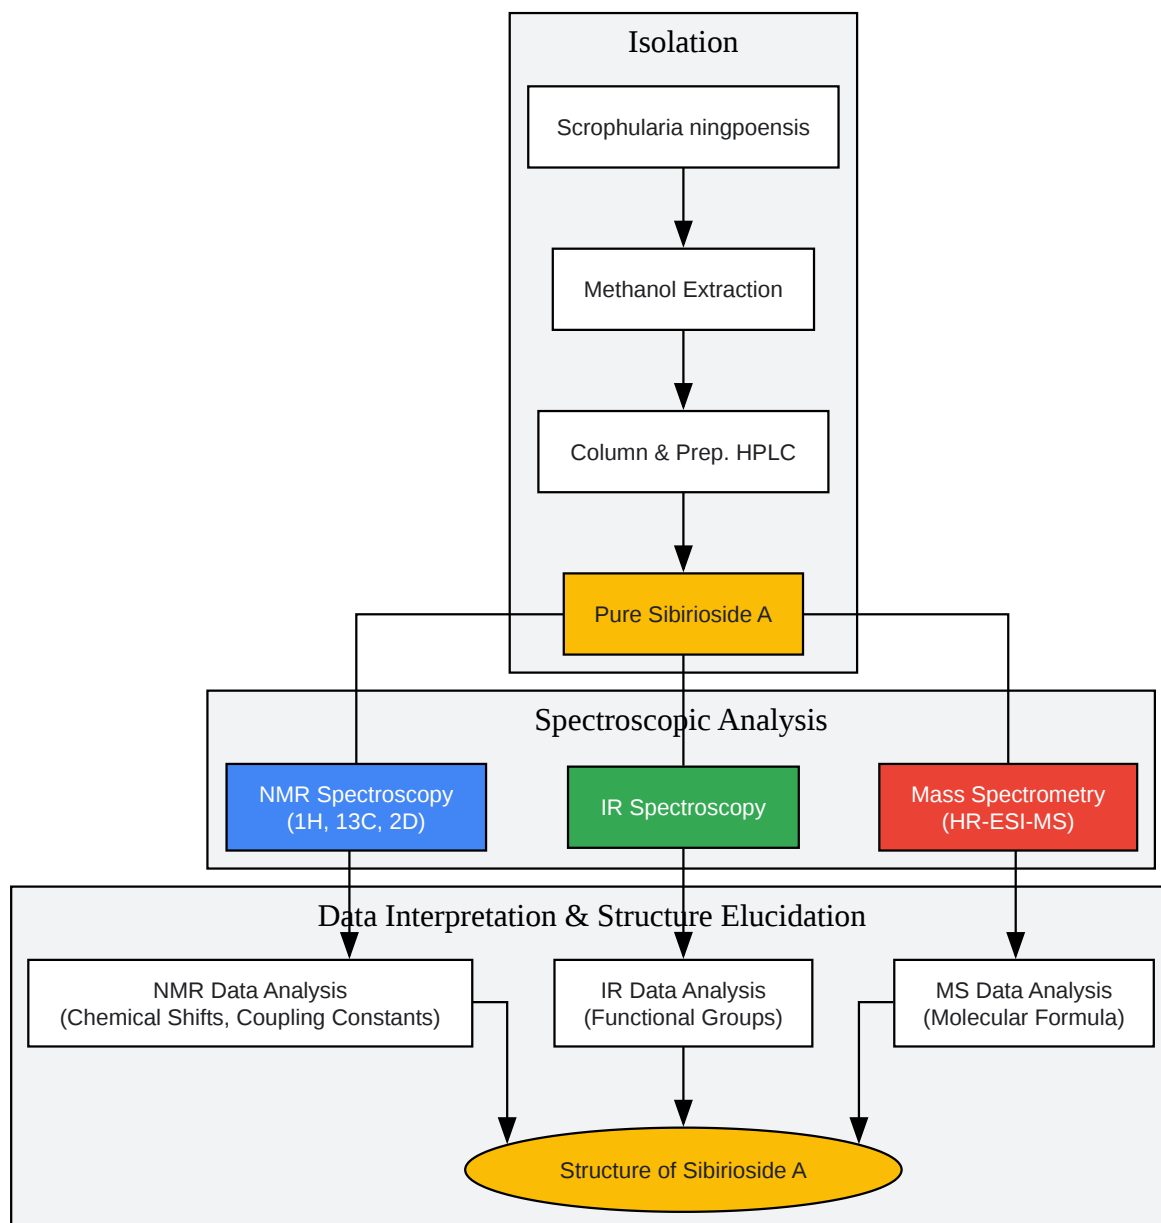 Isolation
Scrophularia ningpoensis
Methanol Extraction
Column & Prep. HPLC
Pure Sibirioside A
Spectroscopic Analysis
NMR Spectroscopy
(1H, 13C, 2D)
IR Spectroscopy
Mass Spectrometry
(HR-ESI-MS)
Data Interpretation & Structure Elucidation
NMR Data Analysis
(Chemical Shifts, Coupling Constants)
IR Data Analysis
(Functional Groups)
MS Data Analysis
(Molecular Formula)
Structure of Sibirioside A